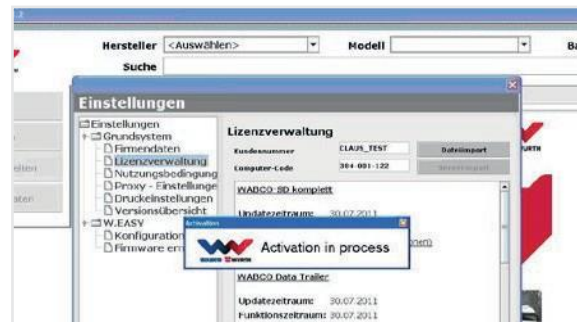 Hersteller <Auswählen> Modell
Suche
Einstellungen
Einstellungen
Grundsystem
Firmendaten
Lizenzverwaltung
Nutzungsbedingung
Proxy - Einstellunge
Druckeinstellungen
Versionsübersicht
W.EASY
Konfiguration
Firmware
Lizenzverwaltung
Kundennummer CLAUS_TEST Dateiimport
Computer-Code 304-001-122
WABCO-SD komplett
Updatezeitraum: 30.07.2011
Activation
WABCO WÜRTH
Activation in process
WABCO Data Trailer
Updatezeitraum: 30.07.2011
Funktionszeitraum: 30.07.2011